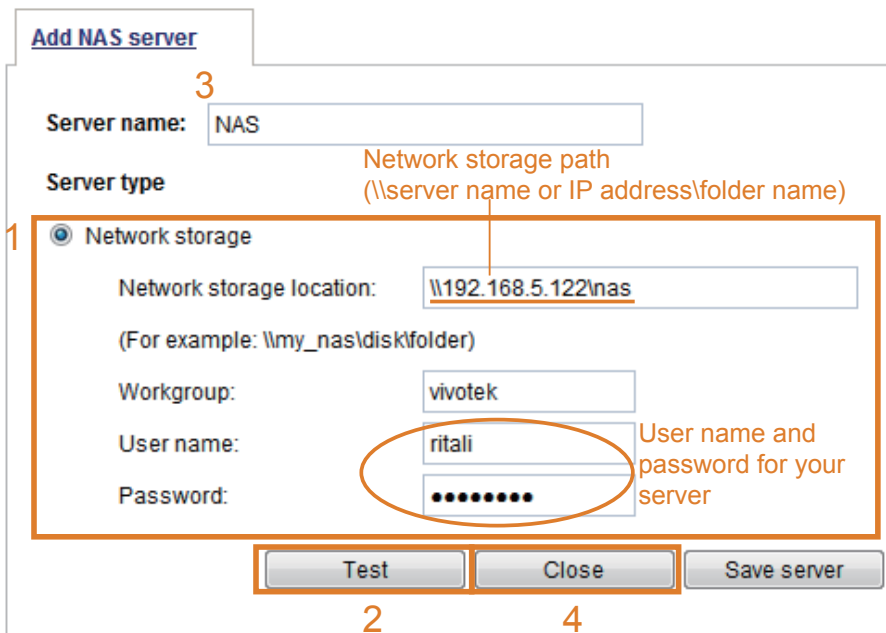 Add NAS server
3
Server name: NAS
Network storage path
(\\server name or IP address\folder name)
Server type
1
Network storage
Network storage location: \\192.168.5.122\nas
(For example: \\my_nas\disk\folder)
Workgroup: vivotek
User name: ritali
Password: ●●●●●●●●
User name and
password for your
server
Test Close Save server
2 4